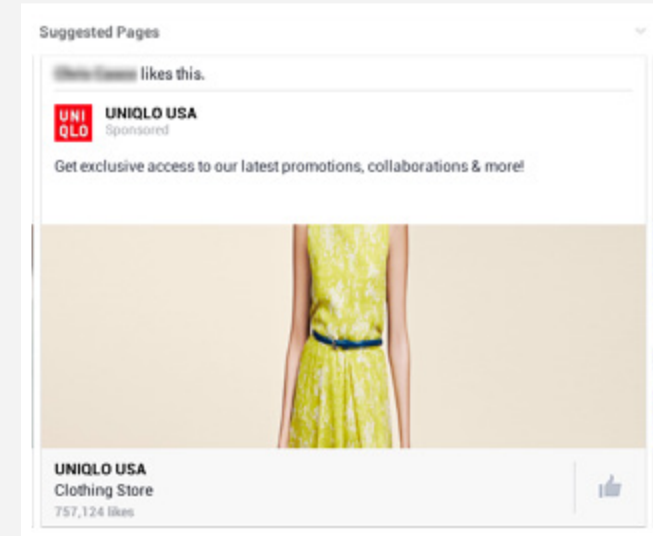 Suggested Pages
likes this.
UNI
QLO
UNIQLO USA
Sponsored
Get exclusive access to our latest promotions, collaborations & more!
UNIQLO USA
Clothing Store
757,124 likes